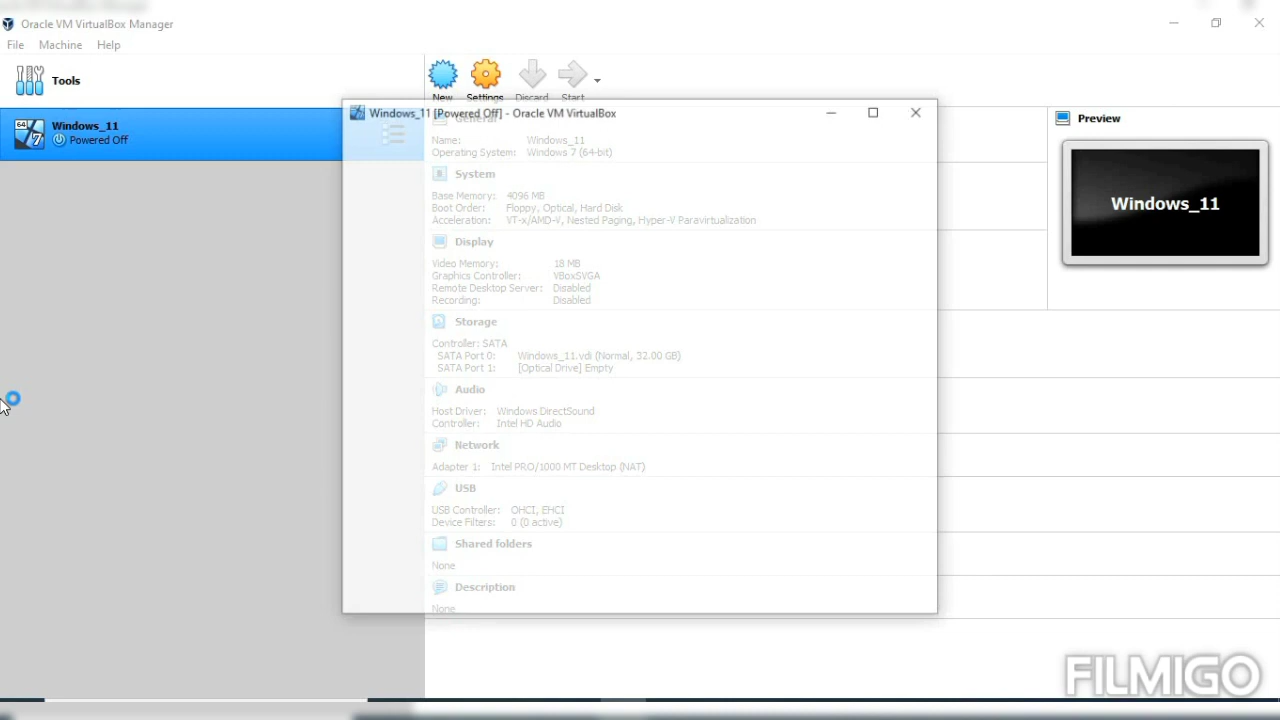 Oracle VM VirtualBox Manager
File Machine Help
Tools
New Settings Discard Start
Windows_11
Powered Off
64
7
Windows_11 [Powered Off] - Oracle VM VirtualBox
General
Name: Windows_11
Operating System: Windows 7 (64-bit)
System
Base Memory: 4096 MB
Boot Order: Floppy, Optical, Hard Disk
Acceleration: VT-x/AMD-V, Nested Paging, Hyper-V Paravirtualization
Display
Video Memory: 18 MB
Graphics Controller: VBoxSVGA
Remote Desktop Server: Disabled
Recording: Disabled
Storage
Controller: SATA
SATA Port 0: Windows_11.vdi (Normal, 32.00 GB)
SATA Port 1: [Optical Drive] Empty
Audio
Host Driver: Windows DirectSound
Controller: Intel HD Audio
Network
Adapter 1: Intel PRO/1000 MT Desktop (NAT)
USB
USB Controller: OHCI, EHCI
Device Filters: 0 (0 active)
Shared folders
None
Description
None
Preview
Windows_11
FILMIGO